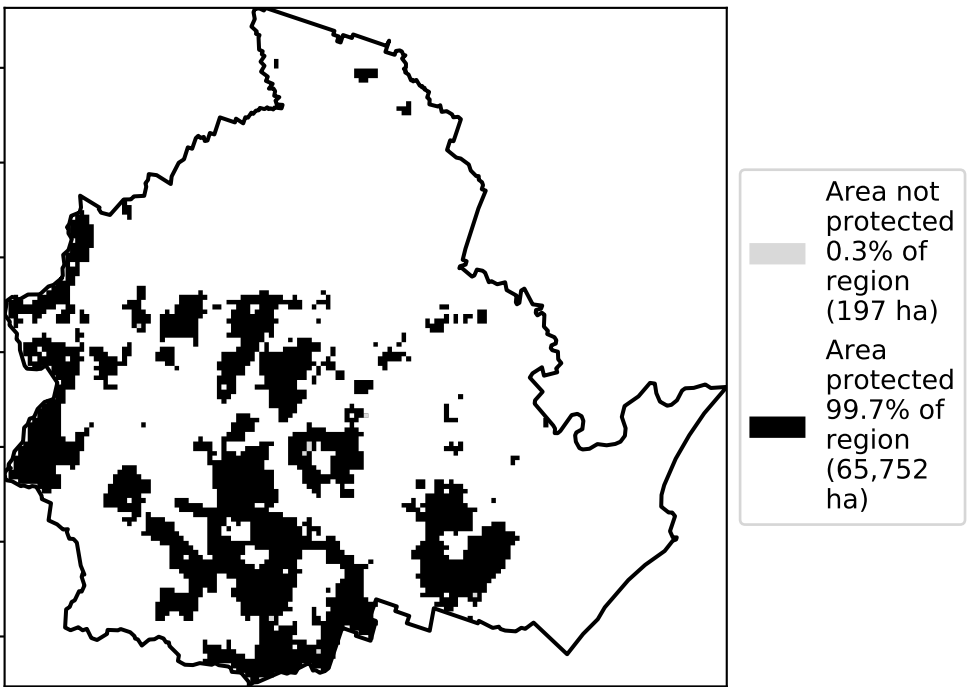 Area not
protected
0.3% of
region
(197 ha)
Area
protected
99.7% of
region
(65,752
ha)